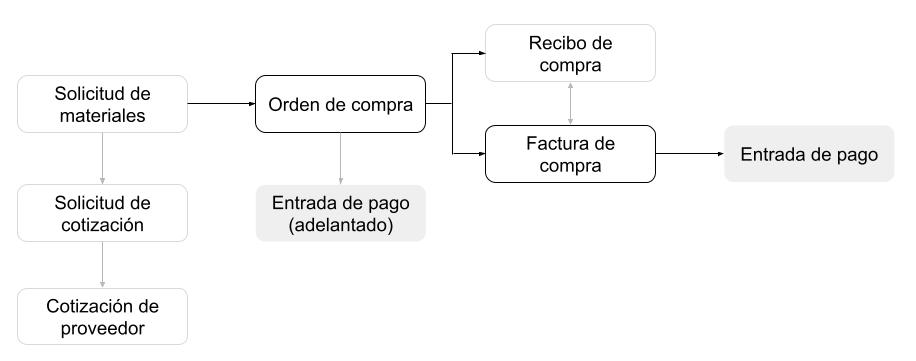 Recibo de
compra
Solicitud de
materiales
Orden de compra
Factura de
compra
Entrada de pago
Solicitud de
cotización
Entrada de pago
(adelantado)
Cotización de
proveedor